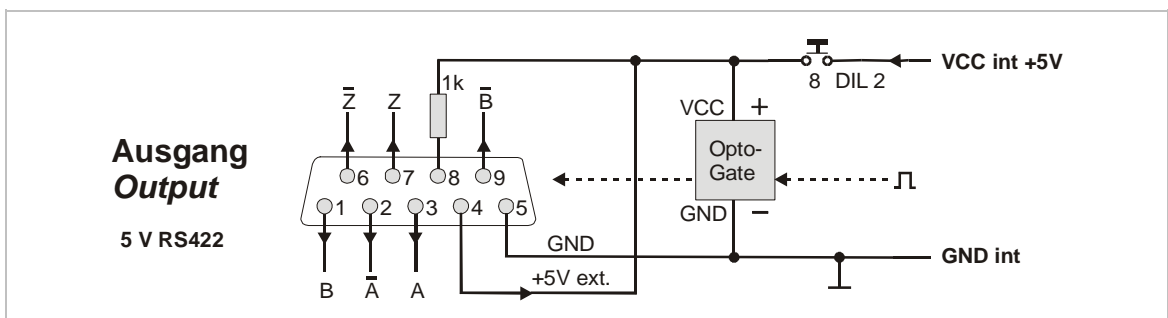 VCC int +5V
8 DIL 2
1k
Z̅ Z B̅
VCC +
Ausgang
Output
Opto-
Gate
6 7 8 9
1 2 3 4 5
GND −
5 V RS422
GND
GND int
+5V ext.
B A̅ A